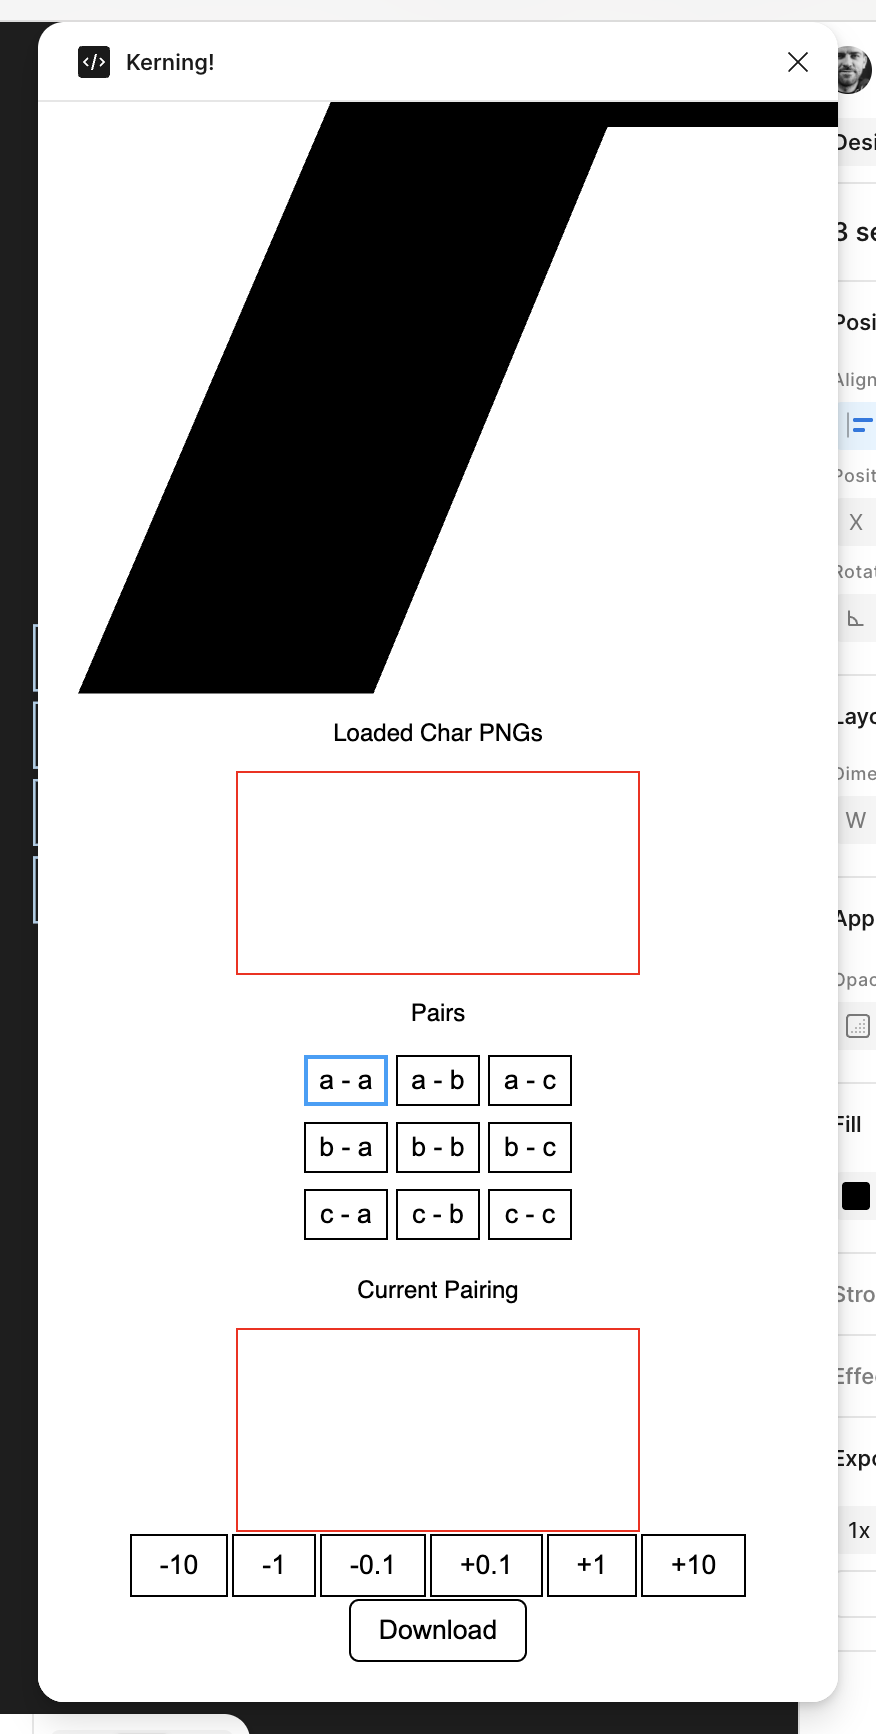 </> Kerning!
Desi
3 se
Posi
Align
Posit
X
Rotat
Layo
Dime
W
App
Opac
Fill
Stro
Effe
Expo
1x
Loaded Char PNGs
Pairs
a - a a - b a - c
b - a b - b b - c
c - a c - b c - c
Current Pairing
-10 -1 -0.1 +0.1 +1 +10
Download